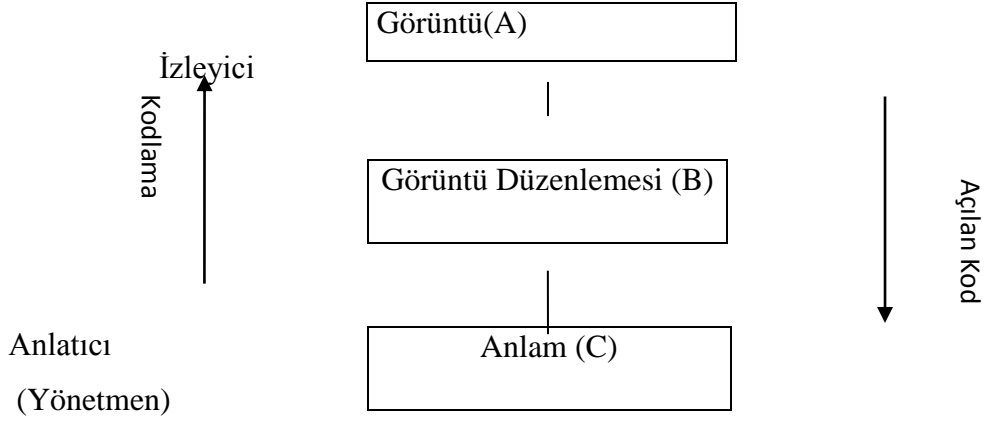 Görüntü(A)
İzleyici
Kodlama
Görüntü Düzenlemesi (B)
Açılan Kod
Anlatıcı
Anlam (C)
(Yönetmen)